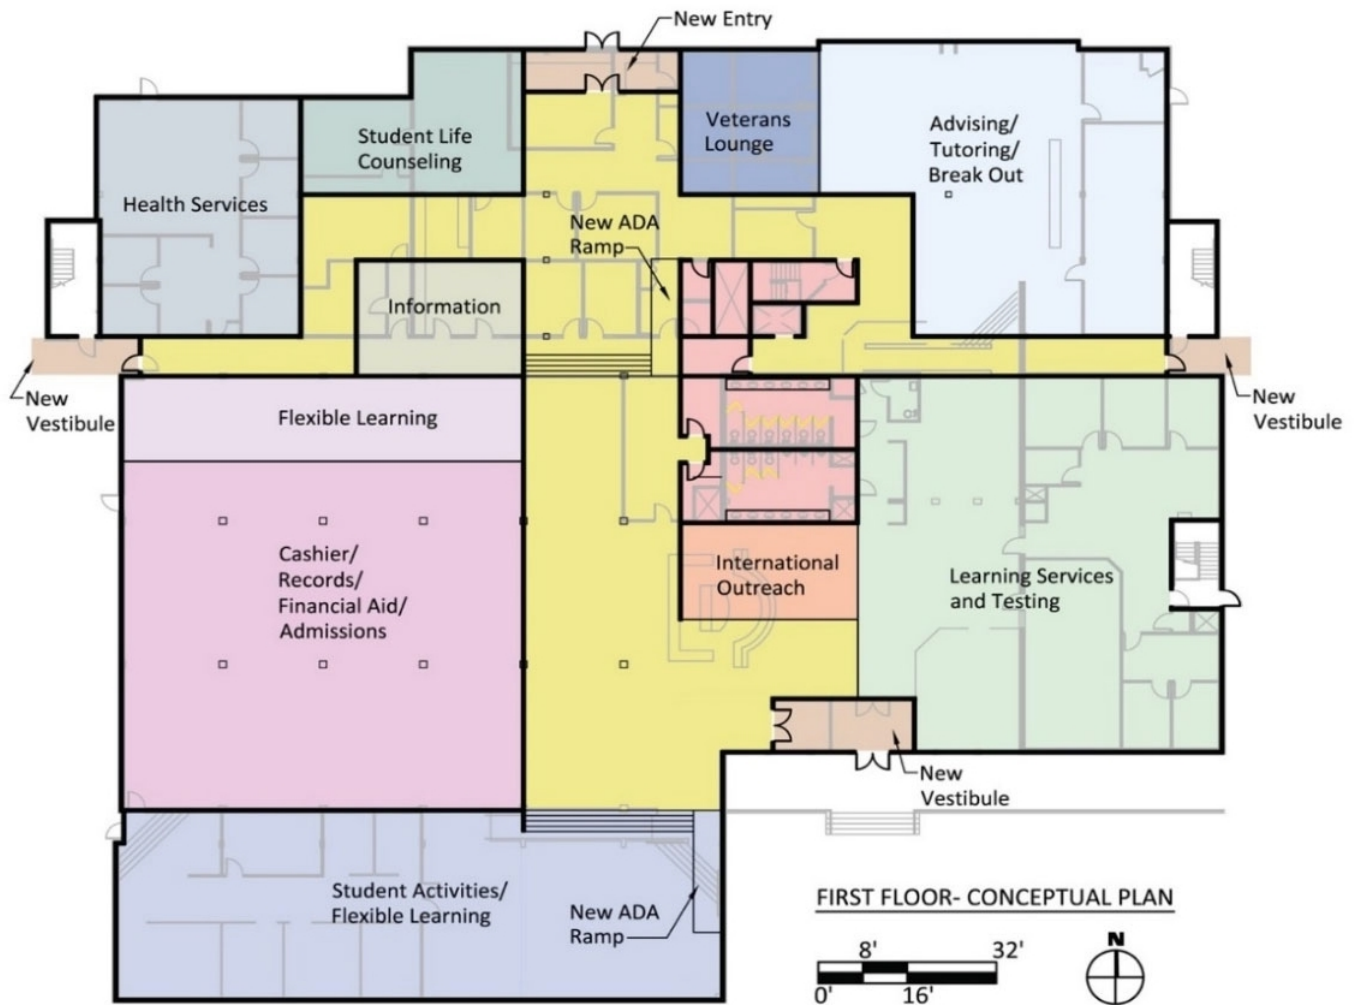 New Entry
Student Life
Counseling
Veterans
Lounge
Advising/
Tutoring/
Break Out
Health Services
New ADA
Ramp
Information
New
Vestibule
Flexible Learning
New
Vestibule
Cashier/
Records/
Financial Aid/
Admissions
International
Outreach
Learning Services
and Testing
New
Vestibule
Student Activities/
Flexible Learning
New ADA
Ramp
FIRST FLOOR- CONCEPTUAL PLAN
8' 32'
0' 16'
N